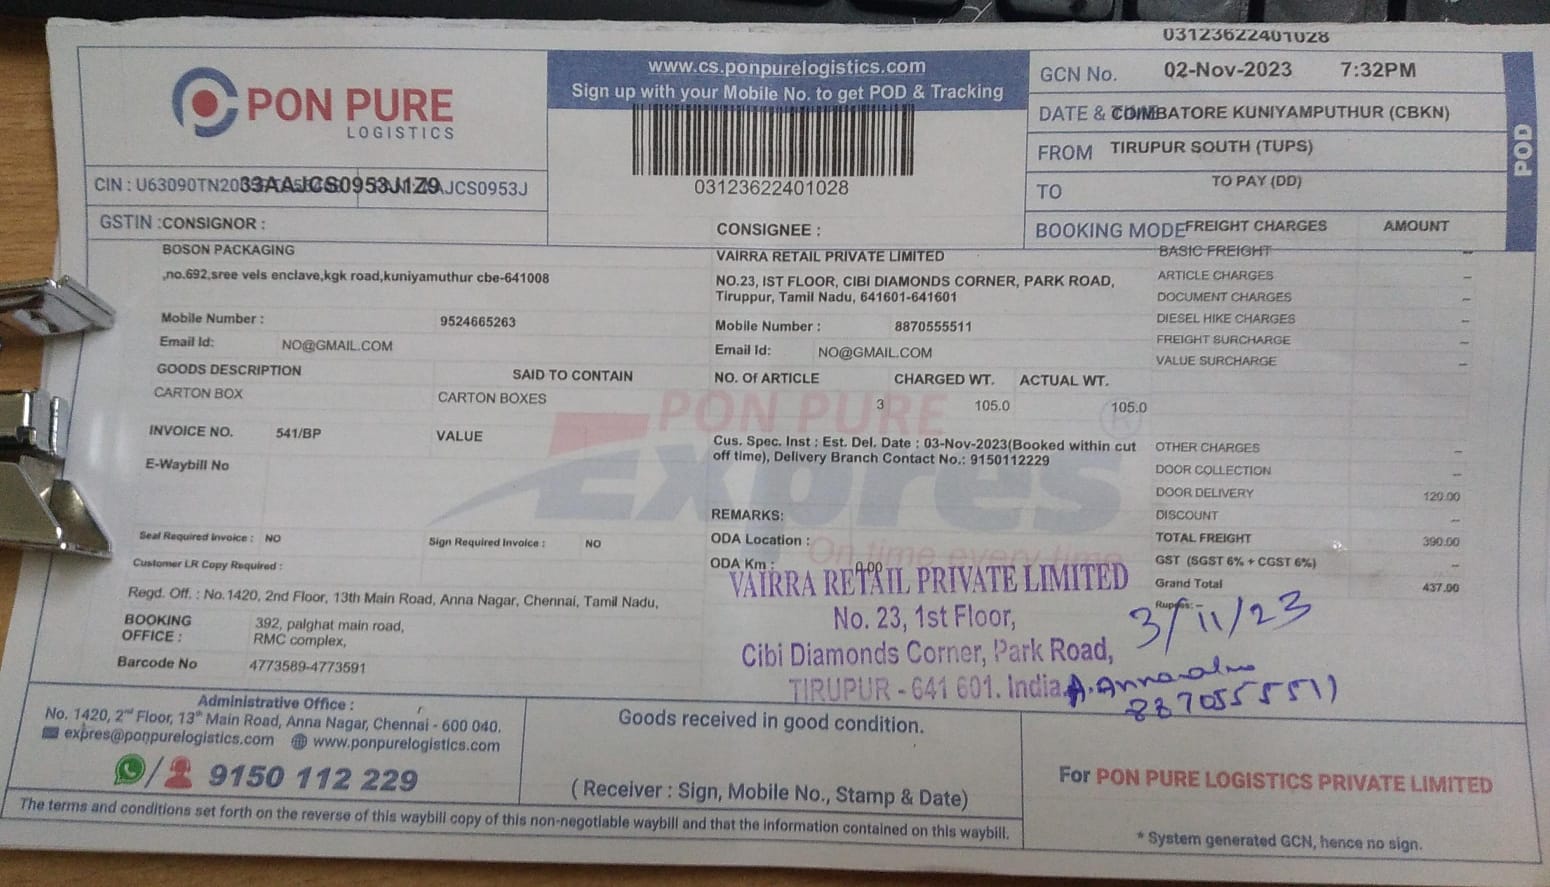 03123622401028
PON PURE
LOGISTICS
www.cs.ponpurelogistics.com
Sign up with your Mobile No. to get POD & Tracking
03123622401028
GCN No. 02-Nov-2023 7:32PM
DATE & COIMBATORE KUNIYAMPUTHUR (CBKN)
FROM TIRUPUR SOUTH (TUPS)
TO TO PAY (DD)
BOOKING MODE
POD
CIN : 33AAJCS0953J1Z9
GSTIN : CONSIGNOR :
BOSON PACKAGING
,no.692,sree vels enclave,kgk road,kuniyamuthur cbe-641008
Mobile Number : 9524665263
Email Id: NO@GMAIL.COM
CONSIGNEE :
VAIRRA RETAIL PRIVATE LIMITED
NO.23, IST FLOOR, CIBI DIAMONDS CORNER, PARK ROAD,
Tiruppur, Tamil Nadu, 641601-641601
Mobile Number : 8870555511
Email Id: NO@GMAIL.COM
FREIGHT CHARGES AMOUNT
BASIC FREIGHT –
ARTICLE CHARGES –
DOCUMENT CHARGES –
DIESEL HIKE CHARGES –
FREIGHT SURCHARGE –
VALUE SURCHARGE –
GOODS DESCRIPTION SAID TO CONTAIN NO. Of ARTICLE CHARGED WT. ACTUAL WT.
CARTON BOX CARTON BOXES 3 105.0 105.0
PON PURE
Expres
On time every time
INVOICE NO. 541/BP VALUE
E-Waybill No
Cus. Spec. Inst : Est. Del. Date : 03-Nov-2023(Booked within cut
off time), Delivery Branch Contact No.: 9150112229
OTHER CHARGES –
DOOR COLLECTION –
DOOR DELIVERY 120.00
DISCOUNT –
TOTAL FREIGHT 390.00
GST (SGST 6% + CGST 6%) –
Grand Total 437.00
Rupees: –
REMARKS:
ODA Location :
ODA Km : 0.00
Seal Required Invoice : NO Sign Required Invoice : NO
Customer LR Copy Required :
Regd. Off. : No.1420, 2nd Floor, 13th Main Road, Anna Nagar, Chennai, Tamil Nadu,
BOOKING
OFFICE :
392, palghat main road,
RMC complex,
Barcode No 4773589-4773591
VAIRRA RETAIL PRIVATE LIMITED
No. 23, 1st Floor,
Cibi Diamonds Corner, Park Road,
TIRUPUR - 641 601. India.
3/11/23
8870555511
Administrative Office :
No. 1420, 2nd Floor, 13th Main Road, Anna Nagar, Chennai - 600 040.
expres@ponpurelogistics.com www.ponpurelogistics.com
9150 112 229
Goods received in good condition.
(Receiver : Sign, Mobile No., Stamp & Date)
For PON PURE LOGISTICS PRIVATE LIMITED
* System generated GCN, hence no sign.
The terms and conditions set forth on the reverse of this waybill copy of this non-negotiable waybill and that the information contained on this waybill.